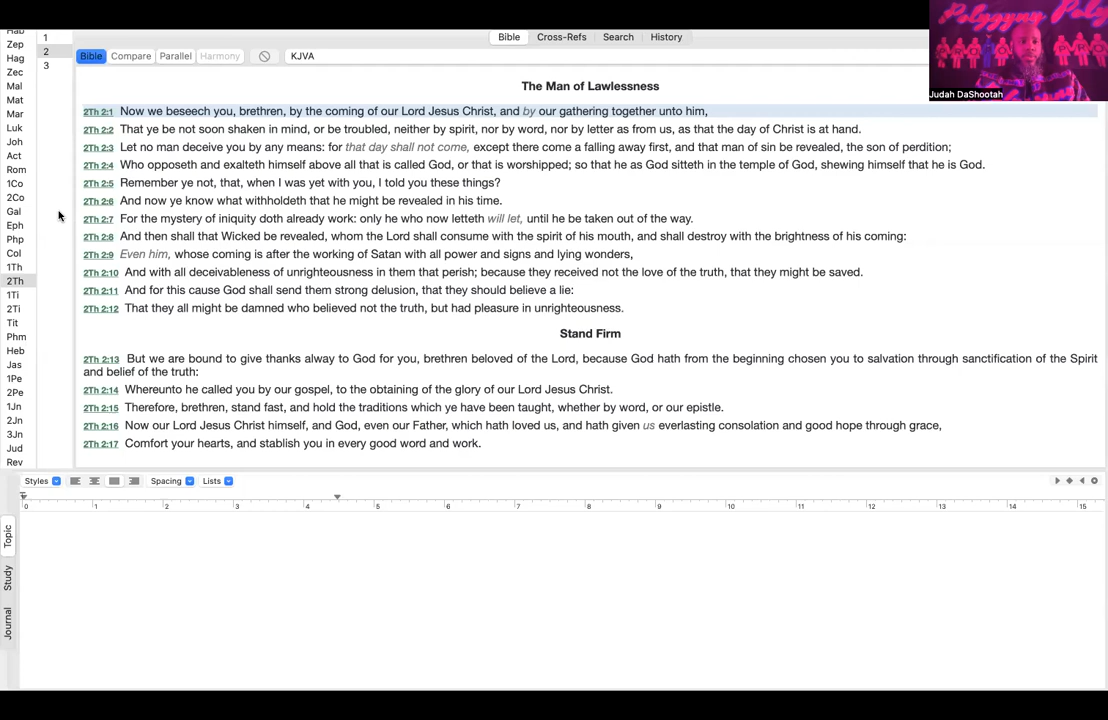 Bible Cross-Refs Search History
Bible Compare Parallel Harmony KJVA
Hab
Zep
Hag
Zec
Mal
Mat
Mar
Luk
Joh
Act
Rom
1Co
2Co
Gal
Eph
Php
Col
1Th
2Th
1Ti
2Ti
Tit
Phm
Heb
Jas
1Pe
2Pe
1Jn
2Jn
3Jn
Jud
Rev
1
2
3
The Man of Lawlessness
2Th 2:1 Now we beseech you, brethren, by the coming of our Lord Jesus Christ, and by our gathering together unto him,
2Th 2:2 That ye be not soon shaken in mind, or be troubled, neither by spirit, nor by word, nor by letter as from us, as that the day of Christ is at hand.
2Th 2:3 Let no man deceive you by any means: for that day shall not come, except there come a falling away first, and that man of sin be revealed, the son of perdition;
2Th 2:4 Who opposeth and exalteth himself above all that is called God, or that is worshipped; so that he as God sitteth in the temple of God, shewing himself that he is God.
2Th 2:5 Remember ye not, that, when I was yet with you, I told you these things?
2Th 2:6 And now ye know what withholdeth that he might be revealed in his time.
2Th 2:7 For the mystery of iniquity doth already work: only he who now letteth will let, until he be taken out of the way.
2Th 2:8 And then shall that Wicked be revealed, whom the Lord shall consume with the spirit of his mouth, and shall destroy with the brightness of his coming:
2Th 2:9 Even him, whose coming is after the working of Satan with all power and signs and lying wonders,
2Th 2:10 And with all deceivableness of unrighteousness in them that perish; because they received not the love of the truth, that they might be saved.
2Th 2:11 And for this cause God shall send them strong delusion, that they should believe a lie:
2Th 2:12 That they all might be damned who believed not the truth, but had pleasure in unrighteousness.
Stand Firm
2Th 2:13 But we are bound to give thanks alway to God for you, brethren beloved of the Lord, because God hath from the beginning chosen you to salvation through sanctification of the Spirit
and belief of the truth:
2Th 2:14 Whereunto he called you by our gospel, to the obtaining of the glory of our Lord Jesus Christ.
2Th 2:15 Therefore, brethren, stand fast, and hold the traditions which ye have been taught, whether by word, or our epistle.
2Th 2:16 Now our Lord Jesus Christ himself, and God, even our Father, which hath loved us, and hath given us everlasting consolation and good hope through grace,
2Th 2:17 Comfort your hearts, and stablish you in every good word and work.
Judah DaShootah
Styles Spacing Lists
0 1 2 3 4 5 6 7 8 9 10 11 12 13 14 15
Topic
Study
Journal